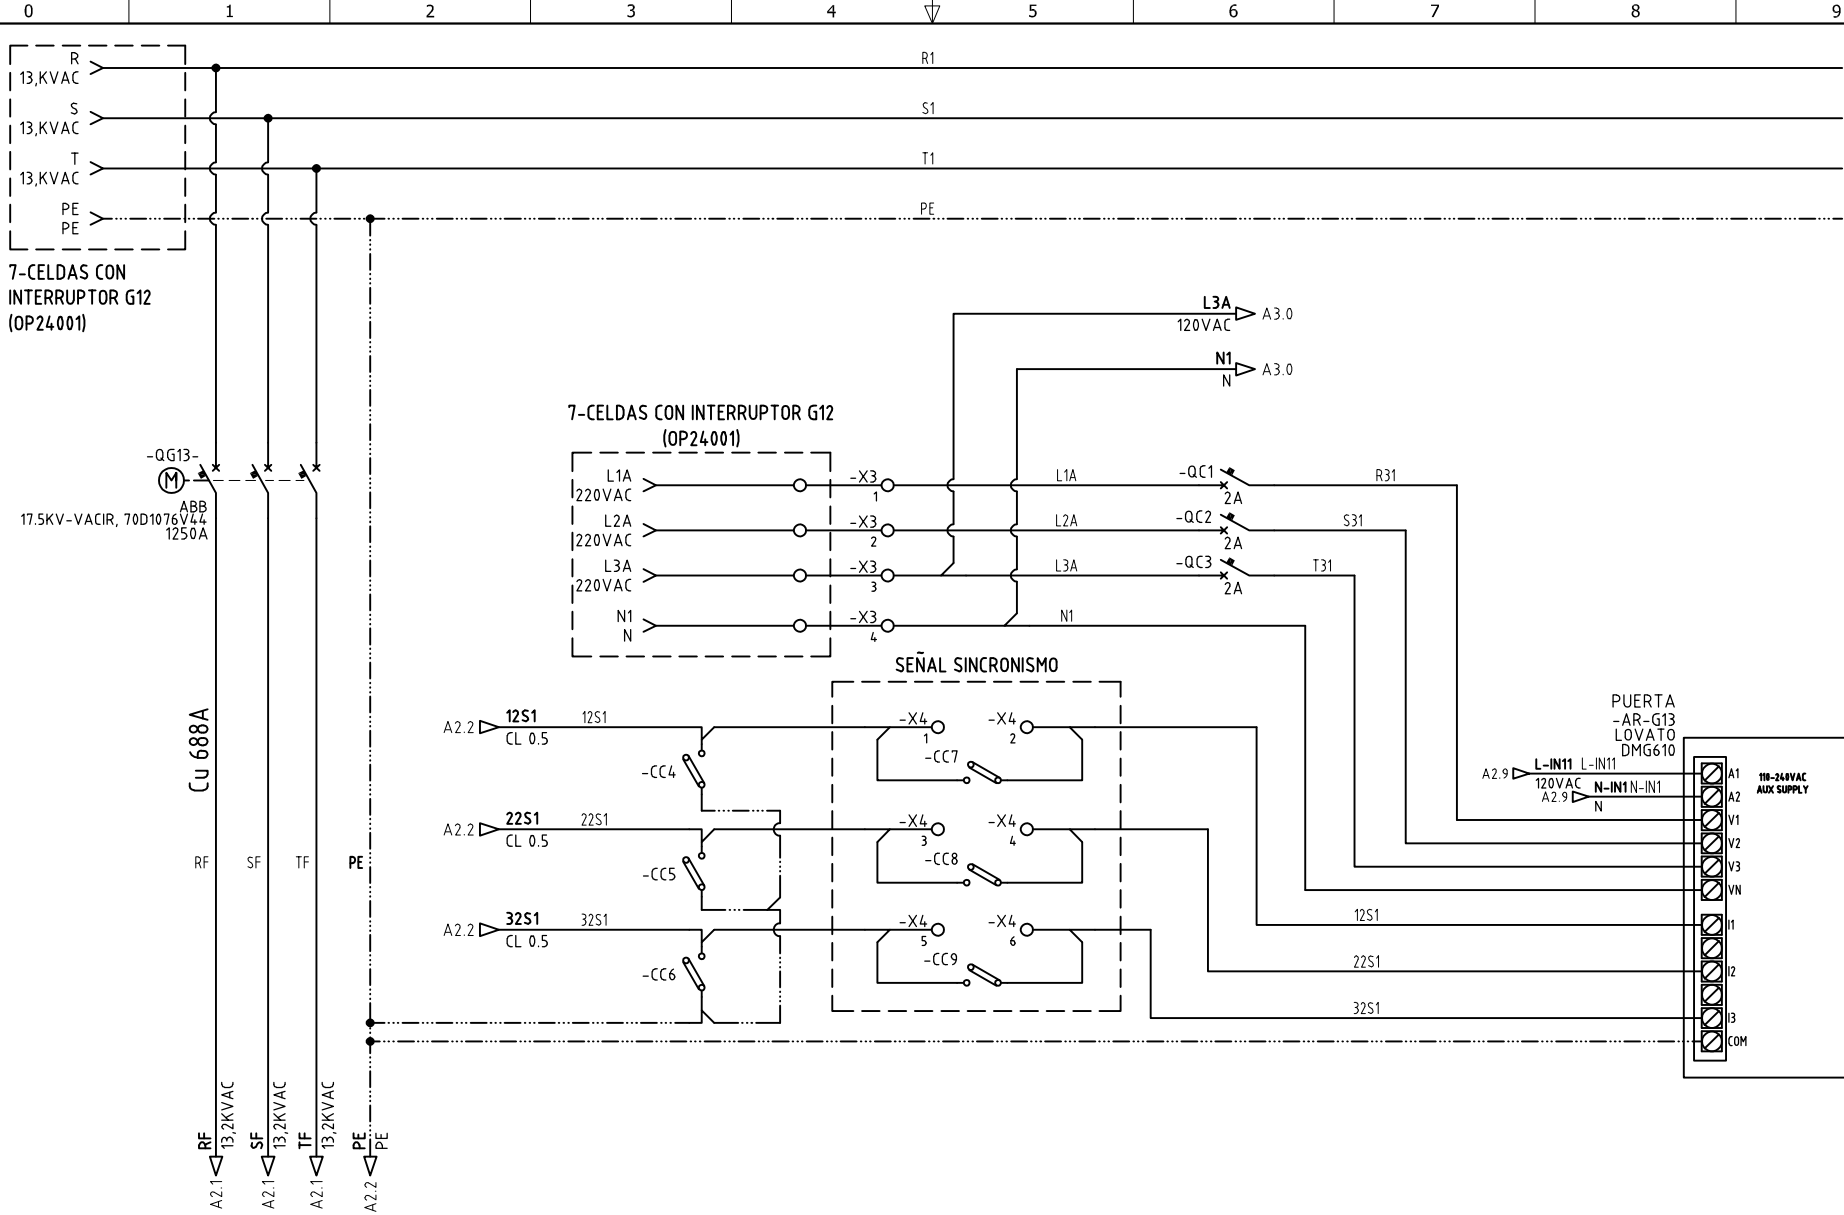 0 1 2 3 4 5 6 7 8 9
R
13,KVAC
R1
S
13,KVAC
S1
T
13,KVAC
T1
PE
PE
PE
7-CELDAS CON
INTERRUPTOR G12
(OP24001)
L3A
120VAC
A3.0
N1
N
A3.0
7-CELDAS CON INTERRUPTOR G12
(OP24001)
-QG13-
M
ABB
17.5KV-VACIR, 70D1076V44
1250A
L1A
220VAC
-X3
1
L1A
-QC1
2A
R31
L2A
220VAC
-X3
2
L2A
-QC2
2A
S31
L3A
220VAC
-X3
3
L3A
-QC3
2A
T31
N1
N
-X3
4
N1
SEÑAL SINCRONISMO
Cu 688A
A2.2
12S1
CL 0.5
12S1
-CC4
-X4
1
-X4
2
-CC7
A2.2
22S1
CL 0.5
22S1
-CC5
-X4
3
-X4
4
-CC8
A2.2
32S1
CL 0.5
32S1
-CC6
-X4
5
-X4
6
-CC9
PUERTA
-AR-G13
LOVATO
DMG610
A2.9
L-IN11
L-IN11
120VAC
A2.9
N-IN1
N-IN1
N
A1
A2
V1
V2
V3
VN
I1
I2
I3
COM
110-240VAC
AUX SUPPLY
12S1
22S1
32S1
RF
SF
TF
PE
RF
13,2KVAC
A2.1
SF
13,2KVAC
A2.1
TF
13,2KVAC
A2.1
PE
PE
A2.2